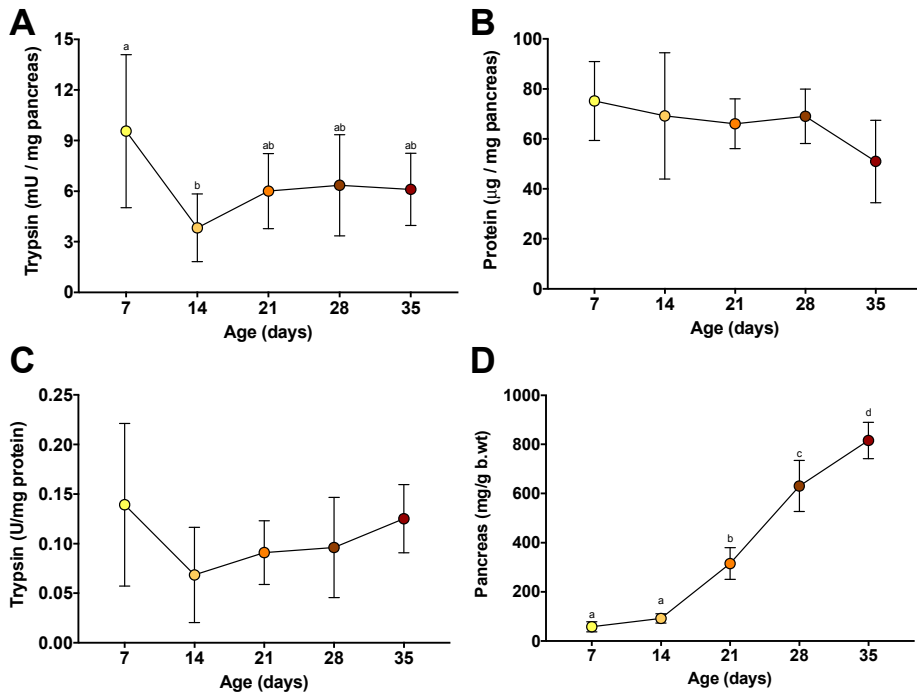 A
Trypsin (mU / mg pancreas)
15
12
9
6
3
0
a
b
ab
ab
ab
7 14 21 28 35
Age (days)
B
Protein (µg / mg pancreas)
100
80
60
40
20
0
7 14 21 28 35
Age (days)
C
Trypsin (U/mg protein)
0.25
0.20
0.15
0.10
0.05
0.00
7 14 21 28 35
Age (days)
D
Pancreas (mg/g b.wt)
1000
800
600
400
200
0
a
a
b
c
d
7 14 21 28 35
Age (days)